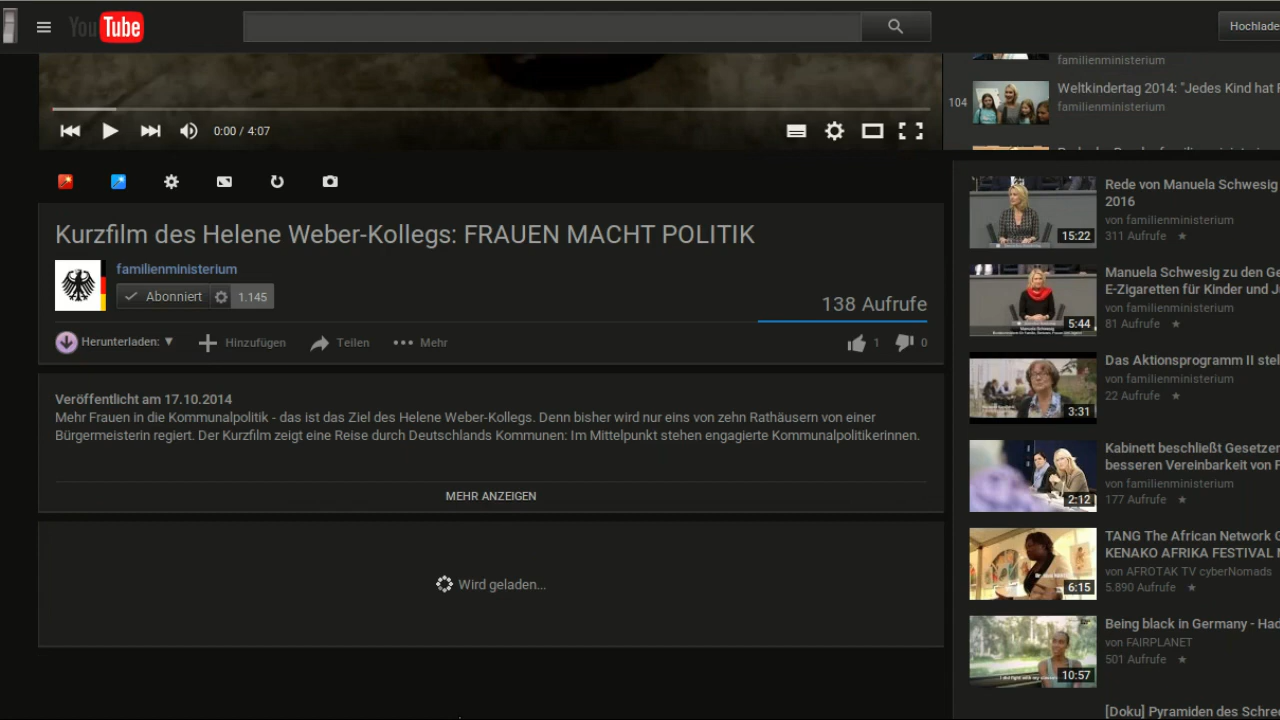 YouTube
Hochlade
familienministerium
104
Weltkindertag 2014: "Jedes Kind hat
familienministerium
0:00 / 4:07
Kurzfilm des Helene Weber-Kollegs: FRAUEN MACHT POLITIK
familienministerium
Abonniert 1.145
138 Aufrufe
Herunterladen: ▼ Hinzufügen Teilen Mehr 1 0
Veröffentlicht am 17.10.2014
Mehr Frauen in die Kommunalpolitik - das ist das Ziel des Helene Weber-Kollegs. Denn bisher wird nur eins von zehn Rathäusern von einer
Bürgermeisterin regiert. Der Kurzfilm zeigt eine Reise durch Deutschlands Kommunen: Im Mittelpunkt stehen engagierte Kommunalpolitikerinnen.
MEHR ANZEIGEN
Wird geladen...
Rede von Manuela Schwesig
2016
von familienministerium
311 Aufrufe ★
15:22
Manuela Schwesig zu den Ge
E-Zigaretten für Kinder und Ju
von familienministerium
81 Aufrufe ★
5:44
Das Aktionsprogramm II stel
von familienministerium
22 Aufrufe ★
3:31
Kabinett beschließt Gesetzen
besseren Vereinbarkeit von F
von familienministerium
177 Aufrufe ★
2:12
TANG The African Network
KENAKO AFRIKA FESTIVAL
von AFROTAK TV cyberNomads
5.890 Aufrufe ★
6:15
Being black in Germany - Had
von FAIRPLANET
501 Aufrufe ★
10:57
[Doku] Pyramiden des Schre